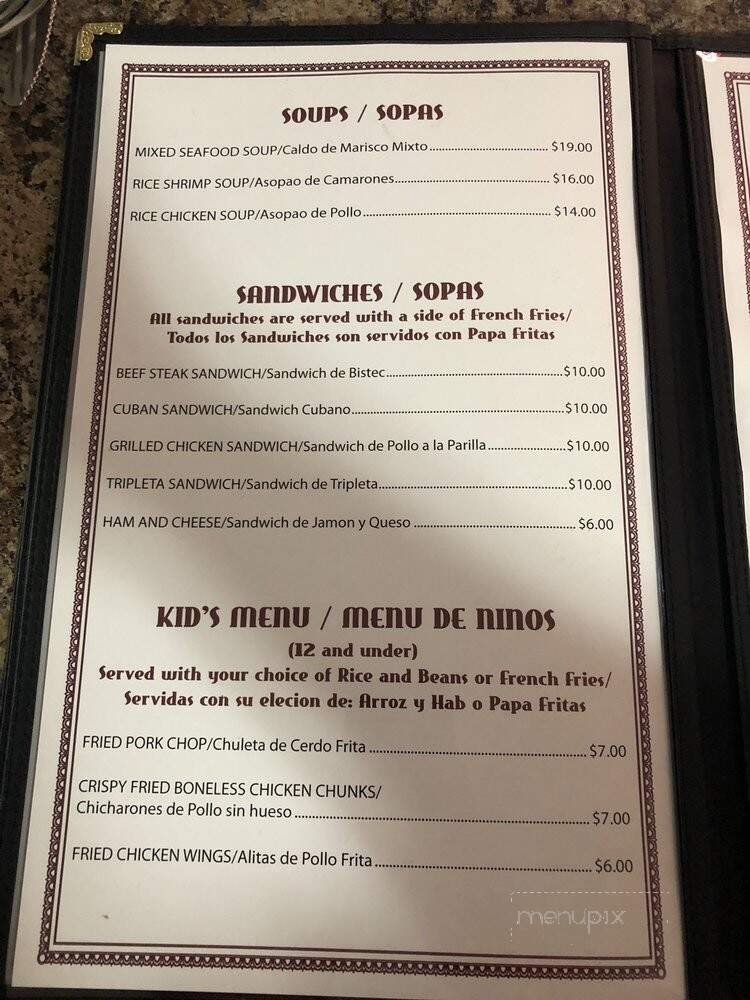 SOUPS / SOPAS
MIXED SEAFOOD SOUP/Caldo de Marisco Mixto.......................... $19.00
RICE SHRIMP SOUP/Asopao de Camarones.................................. $16.00
RICE CHICKEN SOUP/Asopao de Pollo......................................... $14.00
SANDWICHES / SOPAS
All sandwiches are served with a side of French Fries/
Todos los Sandwiches son servidos con Papa Fritas
BEEF STEAK SANDWICH/Sandwich de Bistec.......................................$10.00
CUBAN SANDWICH/Sandwich Cubano...............................................$10.00
GRILLED CHICKEN SANDWICH/Sandwich de Pollo a la Parilla.................$10.00
TRIPLETA SANDWICH/Sandwich de Tripleta.........................................$10.00
HAM AND CHEESE/Sandwich de Jamon y Queso .................................... $6.00
KID'S MENU / MENU DE NINOS
(12 and under)
Served with your choice of Rice and Beans or French Fries/
Servidas con su elecion de: Arroz y Hab o Papa Fritas
FRIED PORK CHOP/Chuleta de Cerdo Frita ............................................... $7.00
CRISPY FRIED BONELESS CHICKEN CHUNKS/
Chicharones de Pollo sin hueso ................................................................ $7.00
FRIED CHICKEN WINGS/Alitas de Pollo Frita ............................................... $6.00
menupix